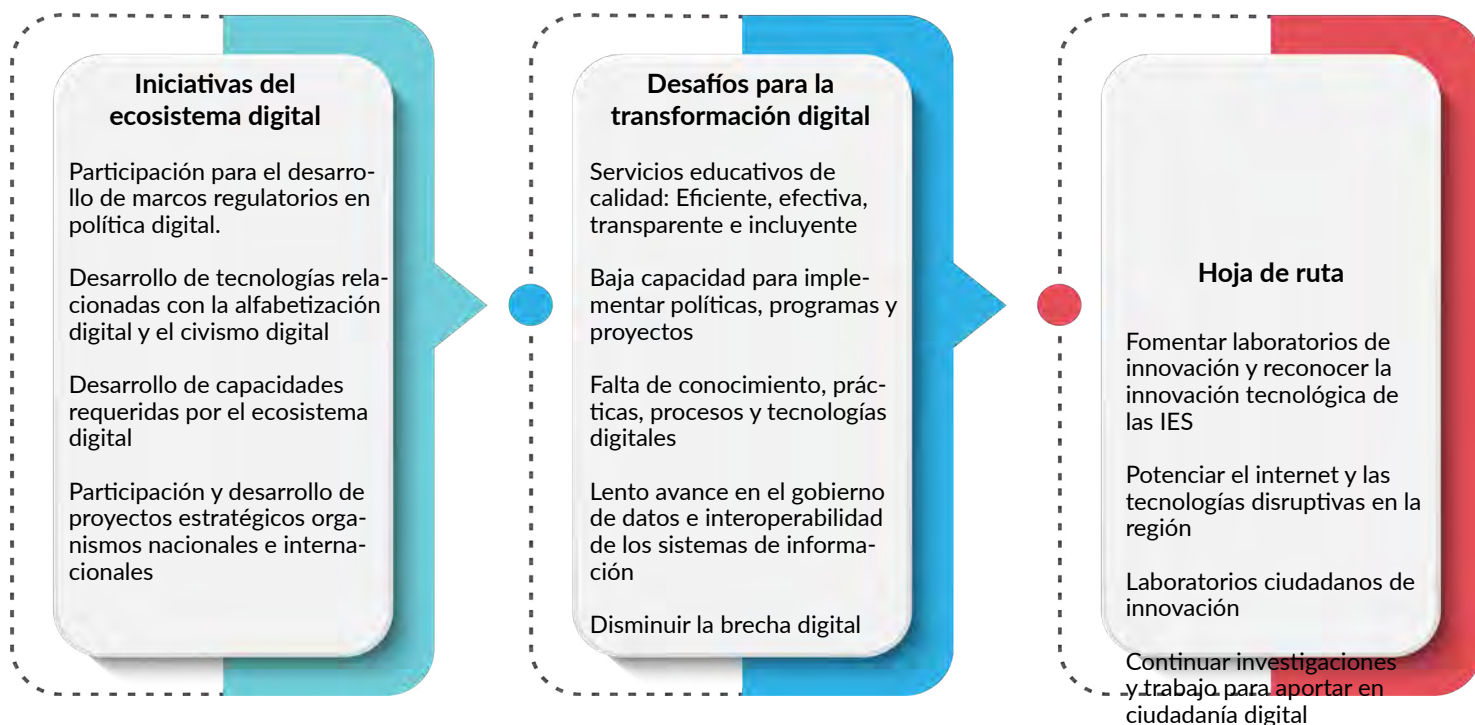 Iniciativas del
ecosistema digital
Participación para el desarro-
llo de marcos regulatorios en
política digital.
Desarrollo de tecnologías rela-
cionadas con la alfabetización
digital y el civismo digital
Desarrollo de capacidades
requeridas por el ecosistema
digital
Participación y desarrollo de
proyectos estratégicos orga-
nismos nacionales e interna-
cionales
Desafíos para la
transformación digital
Servicios educativos de
calidad: Eficiente, efectiva,
transparente e incluyente
Baja capacidad para imple-
mentar políticas, programas y
proyectos
Falta de conocimiento, prác-
ticas, procesos y tecnologías
digitales
Lento avance en el gobierno
de datos e interoperabilidad
de los sistemas de informa-
ción
Disminuir la brecha digital
Hoja de ruta
Fomentar laboratorios de
innovación y reconocer la
innovación tecnológica de
las IES
Potenciar el internet y las
tecnologías disruptivas en la
región
Laboratorios ciudadanos de
innovación
Continuar investigaciones
y trabajo para aportar en
ciudadanía digital